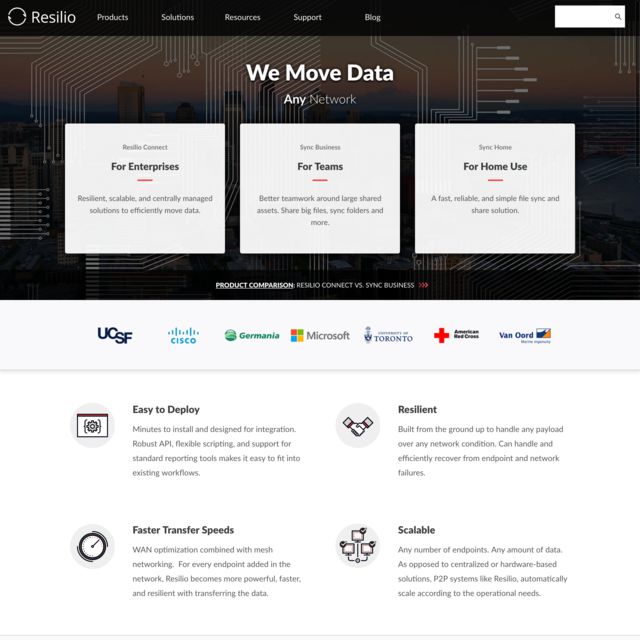 Resilio
Products
Solutions
Resources
Support
Blog
We Move Data
Any Network
Resilio Connect
For Enterprises
Resilient, scalable, and centrally managed
solutions to efficiently move data.
Sync Business
For Teams
Better teamwork around large shared
assets. Share big files, sync folders and
more.
Sync Home
For Home Use
A fast, reliable, and simple file sync and
share solution.
PRODUCT COMPARISON: RESILIO CONNECT VS. SYNC BUSINESS
UCSF
CISCO
Germania
Microsoft
UNIVERSITY OF
TORONTO
American
Red Cross
Van Oord
Marine ingenuity
Easy to Deploy
Minutes to install and designed for integration.
Robust API, flexible scripting, and support for
standard reporting tools makes it easy to fit into
existing workflows.
Resilient
Built from the ground up to handle any payload
over any network condition. Can handle and
efficiently recover from endpoint and network
failures.
Faster Transfer Speeds
WAN optimization combined with mesh
networking. For every endpoint added in the
network, Resilio becomes more powerful, faster,
and resilient with transferring the data.
Scalable
Any number of endpoints. Any amount of data.
As opposed to centralized or hardware-based
solutions, P2P systems like Resilio, automatically
scale according to the operational needs.